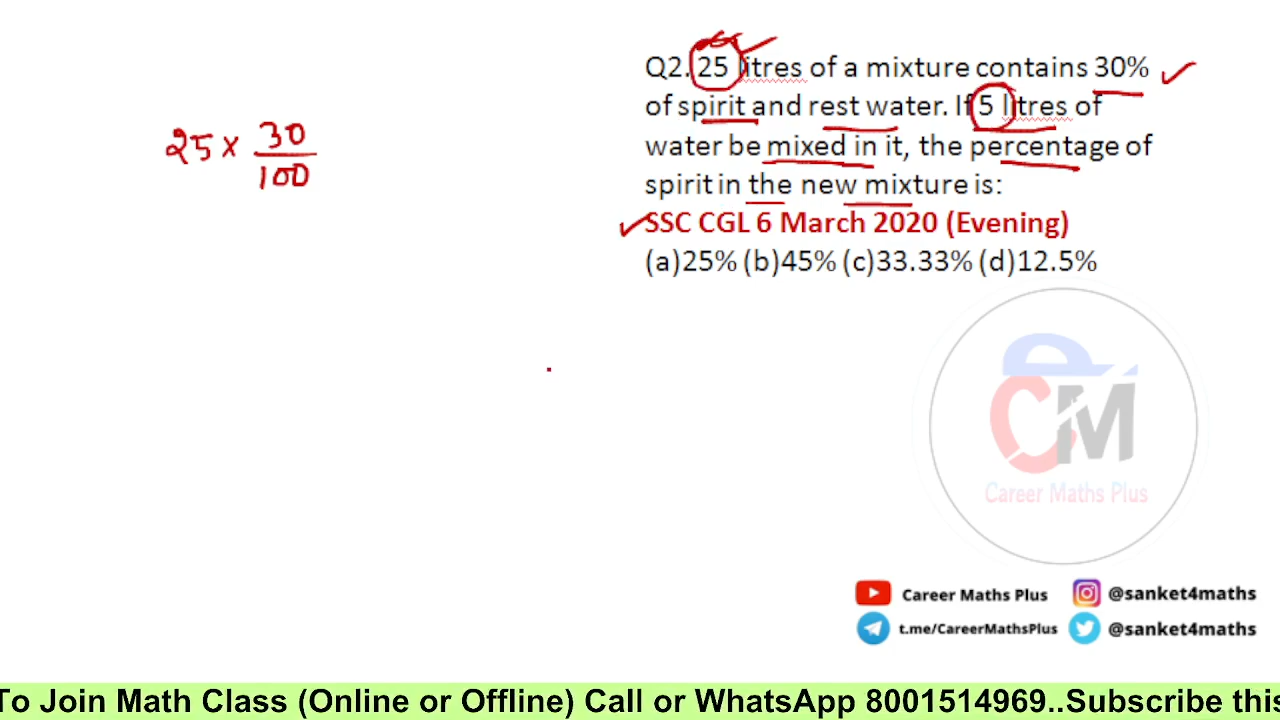 Q2. 25 litres of a mixture contains 30%
of spirit and rest water. If 5 litres of
water be mixed in it, the percentage of
spirit in the new mixture is:
SSC CGL 6 March 2020 (Evening)
(a)25% (b)45% (c)33.33% (d)12.5%
25 × 30
100
CM
Career Maths Plus
Career Maths Plus @sanket4maths
t.me/CareerMathsPlus @sanket4maths
To Join Math Class (Online or Offline) Call or WhatsApp 8001514969..Subscribe this